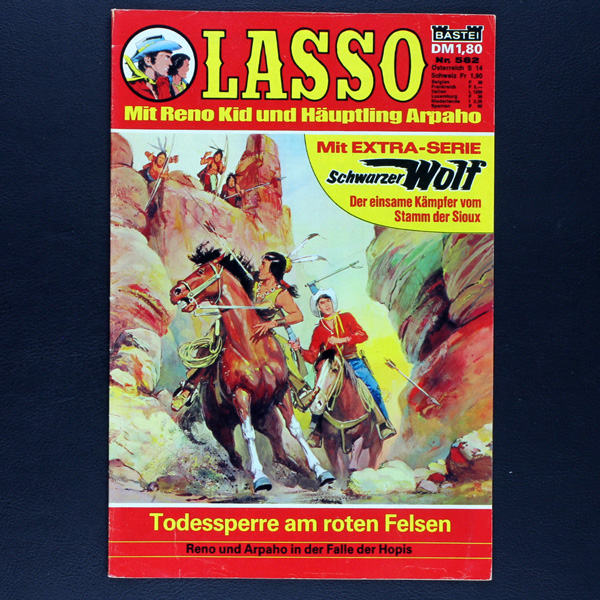 LASSO
BASTEI
DM1,80
Nr. 582
Österreich S 14
Schweiz Fr 1,90
Mit Reno Kid und Häuptling Arpaho
Mit EXTRA-SERIE
Schwarzer Wolf
Der einsame Kämpfer vom
Stamm der Sioux
Todessperre am roten Felsen
Reno und Arpaho in der Falle der Hopis